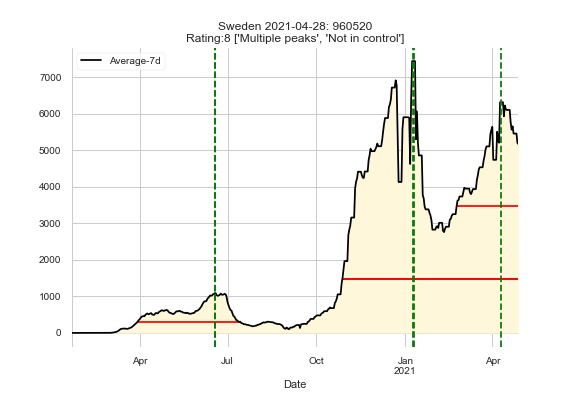 Sweden 2021-04-28: 960520
Rating:8 ['Multiple peaks', 'Not in control']
Average-7d
7000
6000
5000
4000
3000
2000
1000
0
Apr
Jul
Oct
Jan
2021
Apr
Date